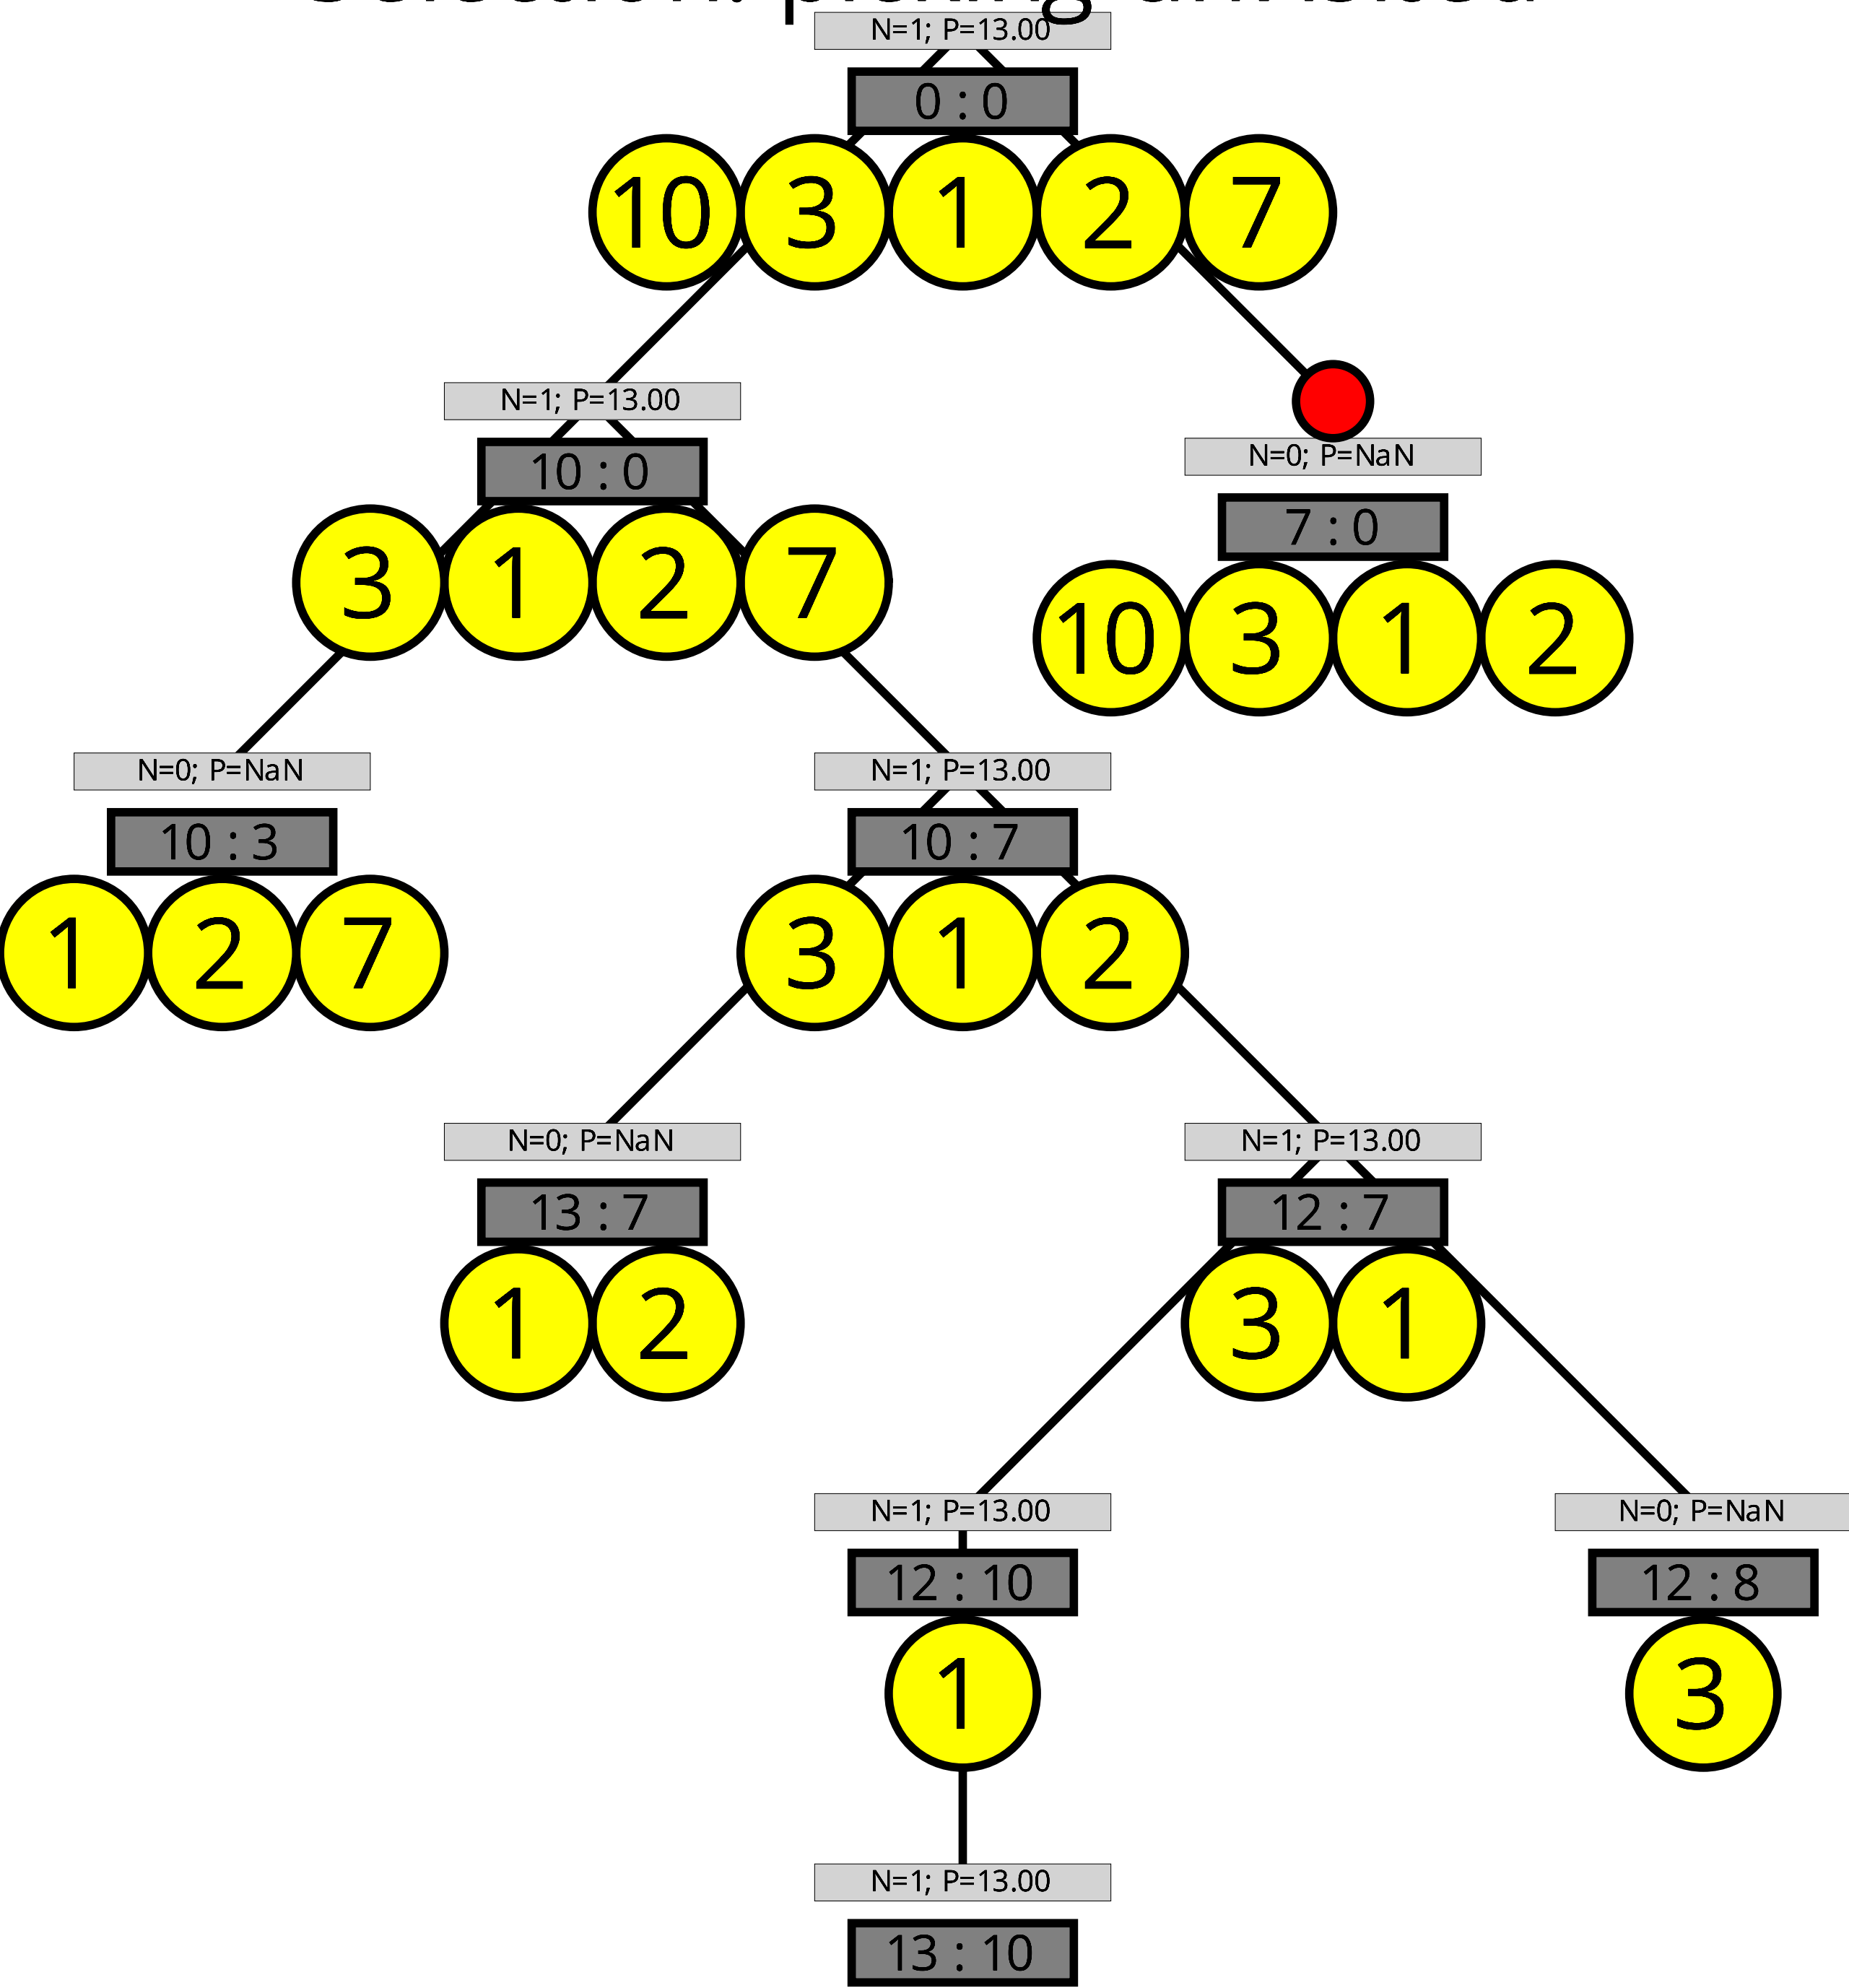 N=1; P=13.00
0 : 0
10 3 1 2 7
N=1; P=13.00
N=0; P=NaN
10 : 0
7 : 0
3 1 2 7
10 3 1 2
N=0; P=NaN
N=1; P=13.00
10 : 3
10 : 7
1 2 7
3 1 2
N=0; P=NaN
N=1; P=13.00
13 : 7
12 : 7
1 2
3 1
N=1; P=13.00
N=0; P=NaN
12 : 10
12 : 8
1
3
N=1; P=13.00
13 : 10